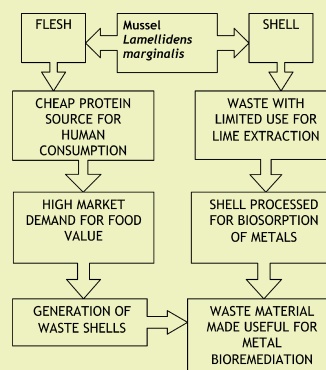 FLESH
Mussel
Lamellidens
marginalis
SHELL
CHEAP PROTEIN
SOURCE FOR
HUMAN
CONSUMPTION
WASTE WITH
LIMITED USE FOR
LIME EXTRACTION
HIGH MARKET
DEMAND FOR FOOD
VALUE
SHELL PROCESSED
FOR BIOSORPTION
OF METALS
GENERATION OF
WASTE SHELLS
WASTE MATERIAL
MADE USEFUL FOR
METAL
BIOREMEDIATION